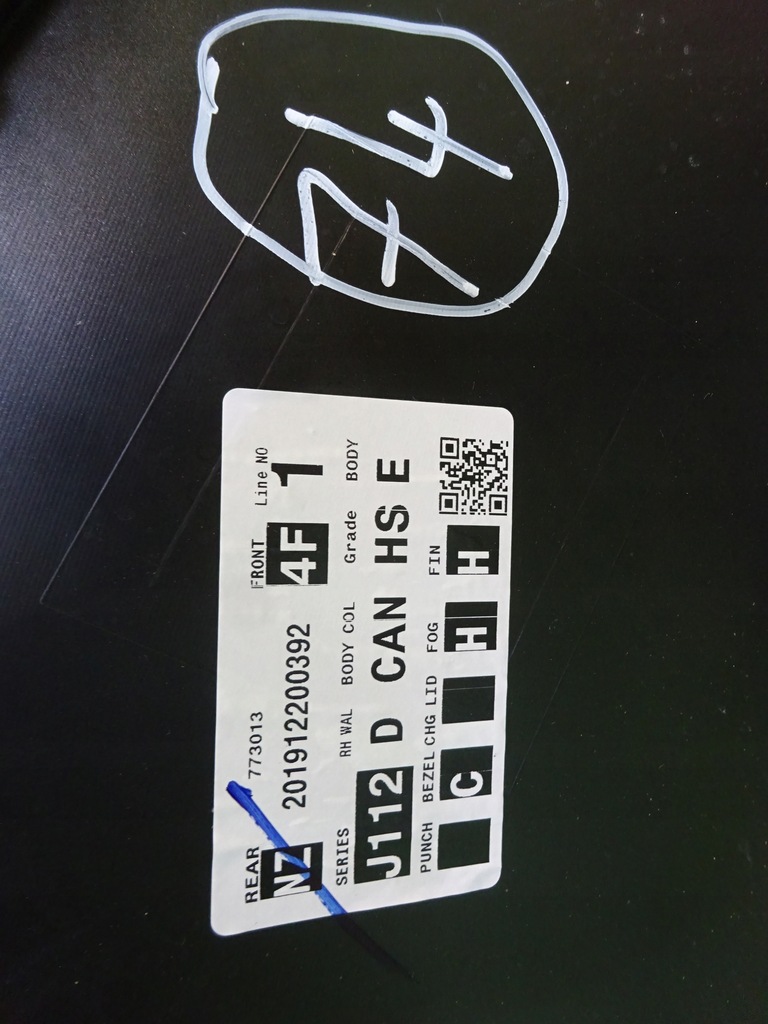 REAR 773013 FRONT Line NO
NZ 201912200392 4F 1
SERIES RH WAL BODY COL Grade BODY
J112 D CAN HS E
PUNCH BEZEL CHG LID FOG FIN
C H H
74